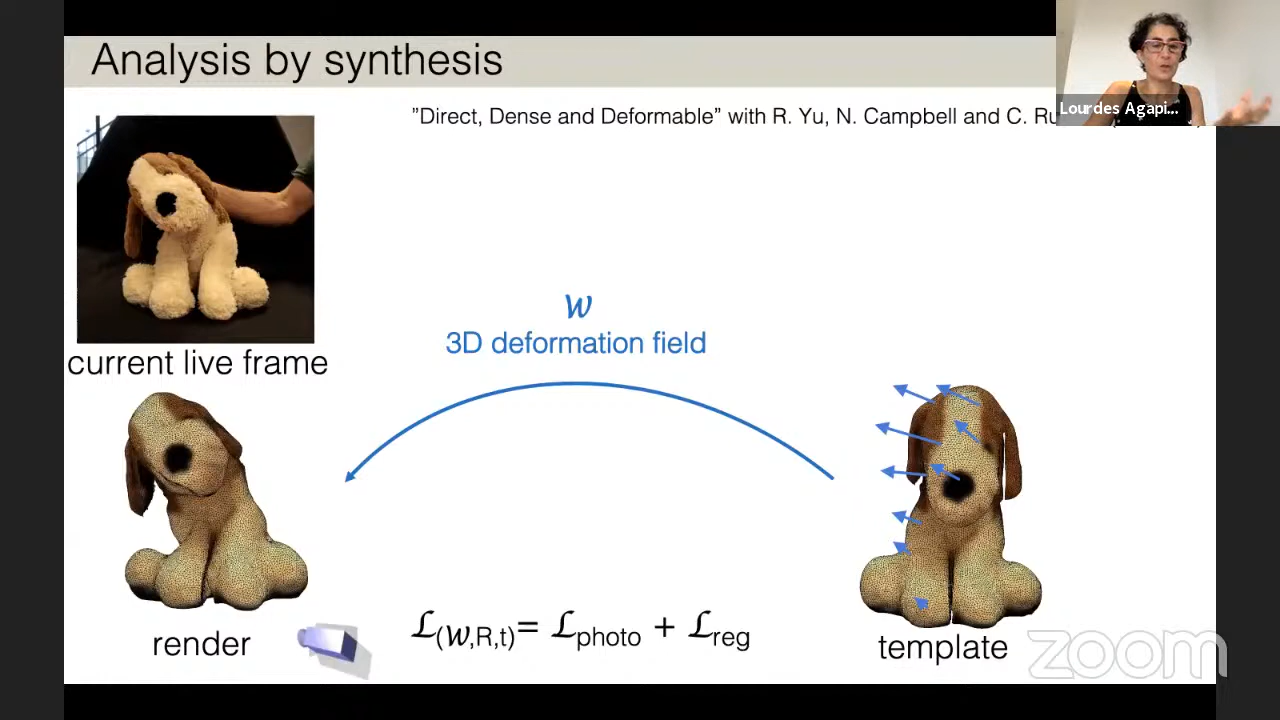 Analysis by synthesis
Lourdes Agapi...
"Direct, Dense and Deformable" with R. Yu, N. Campbell and C. Ru
current live frame
𝒲
3D deformation field
ℒ(𝒲,R,t)= ℒphoto + ℒreg
render
template
zoom